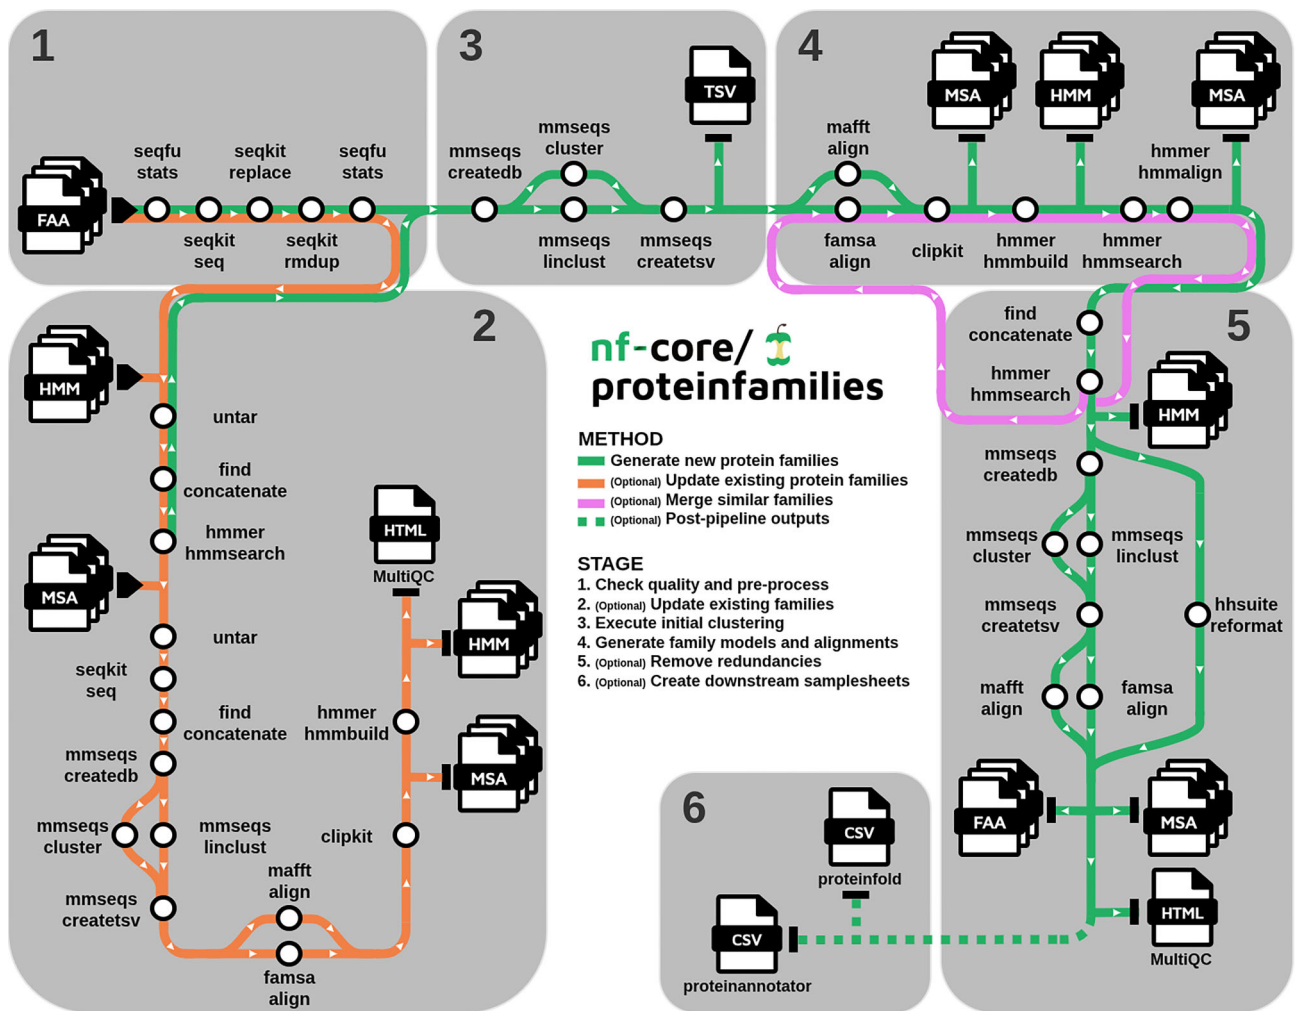 1
FAA
seqfu
stats
seqkit
replace
seqfu
stats
seqkit
seq
seqkit
rmdup
3
mmseqs
createdb
mmseqs
cluster
mmseqs
linclust
mmseqs
createtsv
TSV
4
mafft
align
famsa
align
clipkit
MSA
hmmer
hmmbuild
HMM
hmmer
hmmsearch
hmmer
hmmalign
MSA
2
HMM
untar
find
concatenate
hmmer
hmmsearch
MSA
untar
seqkit
seq
find
concatenate
mmseqs
createdb
mmseqs
cluster
mmseqs
linclust
mmseqs
createtsv
mafft
align
famsa
align
clipkit
MSA
hmmer
hmmbuild
HMM
HTML
MultiQC
nf-core/
proteinfamilies
METHOD
Generate new protein families
(Optional) Update existing protein families
(Optional) Merge similar families
(Optional) Post-pipeline outputs
STAGE
1. Check quality and pre-process
2. (Optional) Update existing families
3. Execute initial clustering
4. Generate family models and alignments
5. (Optional) Remove redundancies
6. (Optional) Create downstream samplesheets
5
find
concatenate
hmmer
hmmsearch
HMM
mmseqs
createdb
mmseqs
cluster
mmseqs
linclust
mmseqs
createtsv
hhsuite
reformat
mafft
align
famsa
align
FAA
MSA
HTML
MultiQC
6
CSV
proteinfold
CSV
proteinannotator